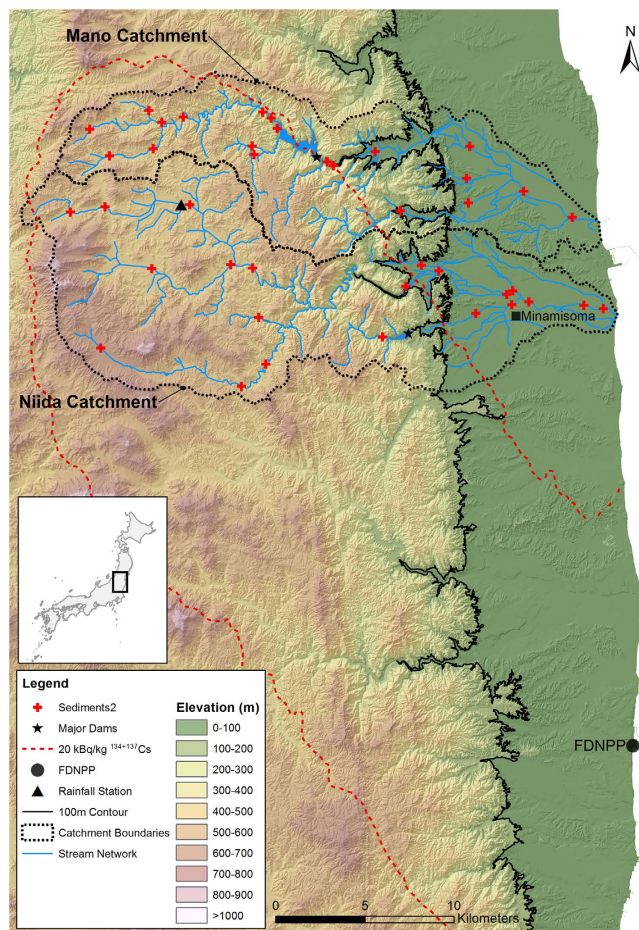 Mano Catchment
N
Minamisoma
Niida Catchment
FDNPP
Legend
Sediments2
Major Dams
20 kBq/kg ¹³⁴⁺¹³⁷Cs
FDNPP
Rainfall Station
100m Contour
Catchment Boundaries
Stream Network
Elevation (m)
0-100
100-200
200-300
300-400
400-500
500-600
600-700
700-800
800-900
>1000
0 5 10
Kilometers